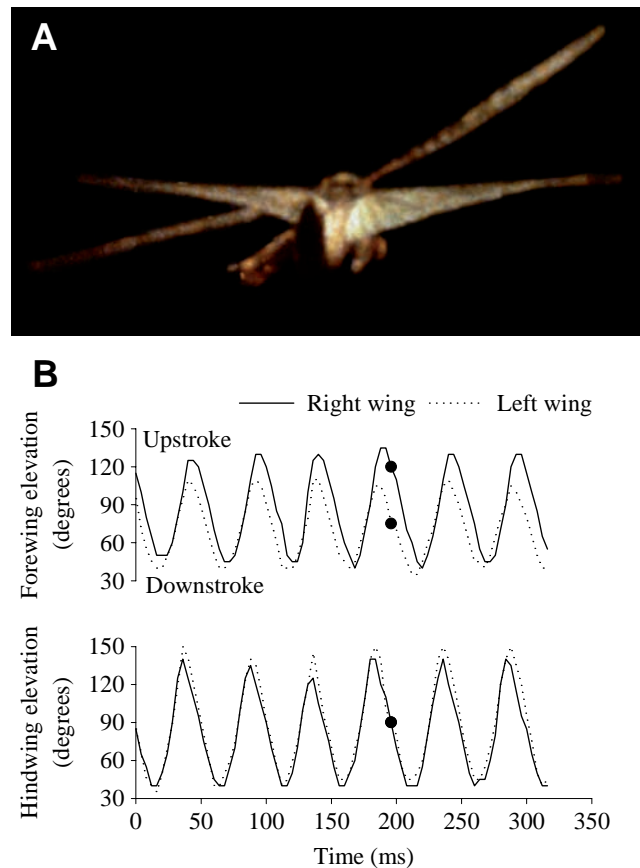 A
B
Right wing Left wing
Forewing elevation
(degrees)
150
120
90
60
30
Upstroke
Downstroke
Hindwing elevation
(degrees)
150
120
90
60
30
0 50 100 150 200 250 300 350
Time (ms)